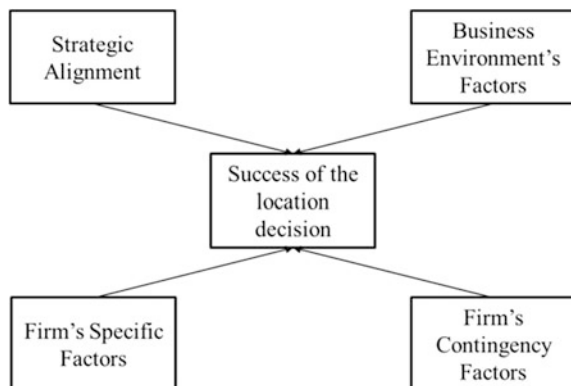 Strategic
Alignment
Business
Environment's
Factors
Success of the
location
decision
Firm's Specific
Factors
Firm's
Contingency
Factors